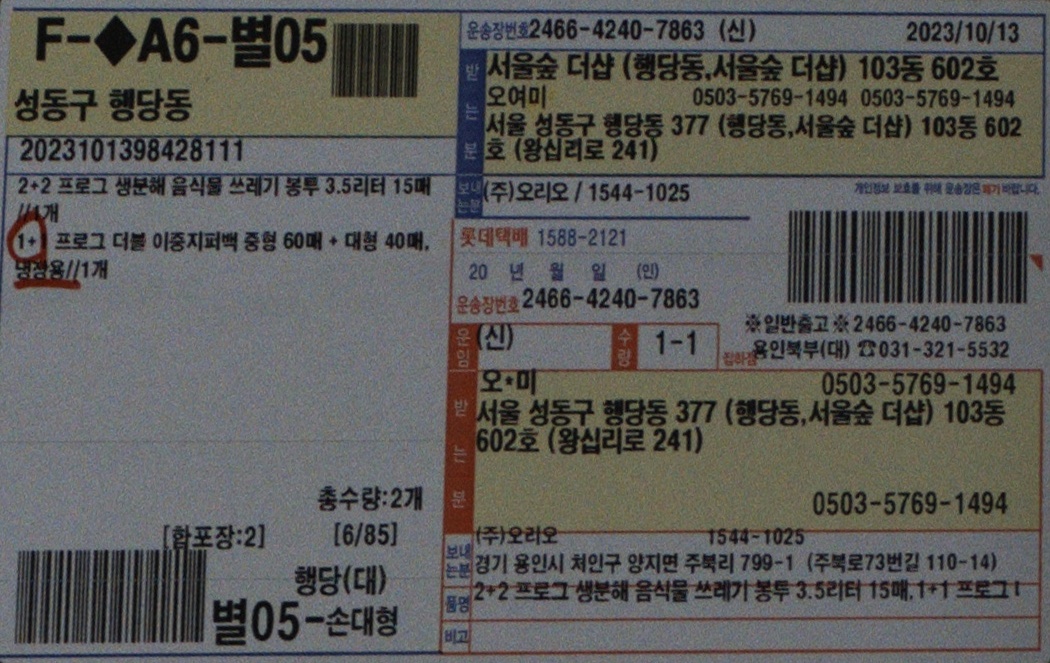 F-◆A6-별05
성동구 행당동
2023101398428111
2+2 프로그 생분해 음식물 쓰레기 봉투 3.5리터 15매
//1개
1+1 프로그 더블 이중지퍼백 중형 60매 + 대형 40매,
냉장용//1개
총수량:2개
[합포장:2] [6/85]
행당(대)
별05-손대형
운송장번호 2466-4240-7863 (신) 2023/10/13
받는분
서울숲 더샵 (행당동,서울숲 더샵) 103동 602호
오여미 0503-5769-1494 0503-5769-1494
서울 성동구 행당동 377 (행당동,서울숲 더샵) 103동 602
호 (왕십리로 241)
보내는분 (주)오리오 / 1544-1025
개인정보 보호를 위해 운송장은 폐기 바랍니다.
롯데택배 1588-2121
20 년 월 일 (인)
운송장번호 2466-4240-7863
운임 (신) 수량 1-1
※일반출고※2466-4240-7863
집하점 용인북부(대) ☎031-321-5532
받는분
오*미 0503-5769-1494
서울 성동구 행당동 377 (행당동,서울숲 더샵) 103동
602호 (왕십리로 241)
0503-5769-1494
보내는분
(주)오리오 1544-1025
경기 용인시 처인구 양지면 주북리 799-1 (주북로73번길 110-14)
품명 2+2 프로그 생분해 음식물 쓰레기 봉투 3.5리터 15매,1+1 프로그
비고